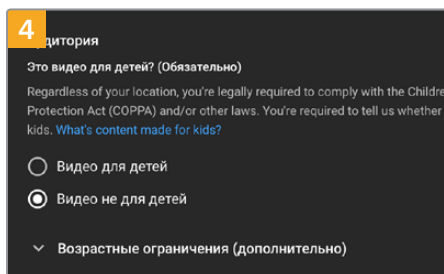 4
удитория
Это видео для детей? (Обязательно)
Regardless of your location, you're legally required to comply with the Childre
Protection Act (COPPA) and/or other laws. You're required to tell us whether
kids. What's content made for kids?
Видео для детей
Видео не для детей
Возрастные ограничения (дополнительно)